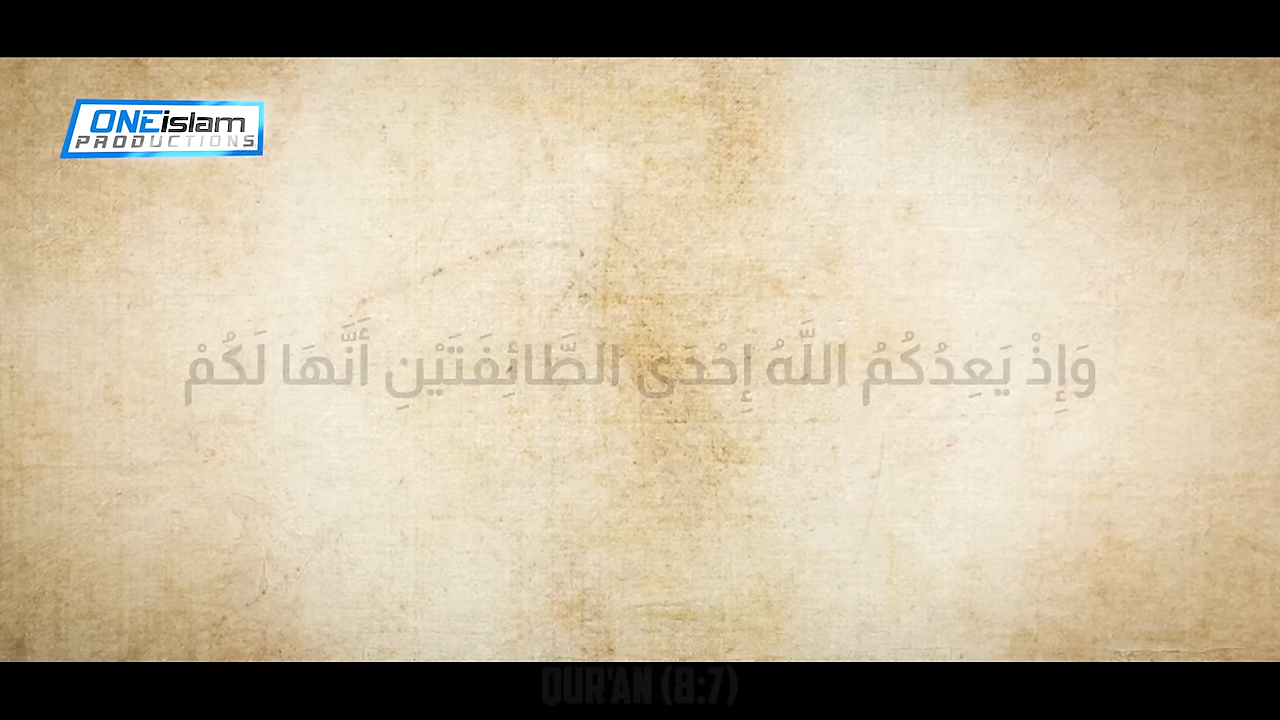 ONEislam
PRODUCTIONS
وَإِذْ يَعِدُكُمُ اللَّهُ إِحْدَى الطَّائِفَتَيْنِ أَنَّهَا لَكُمْ
QUR'AN (8:7)